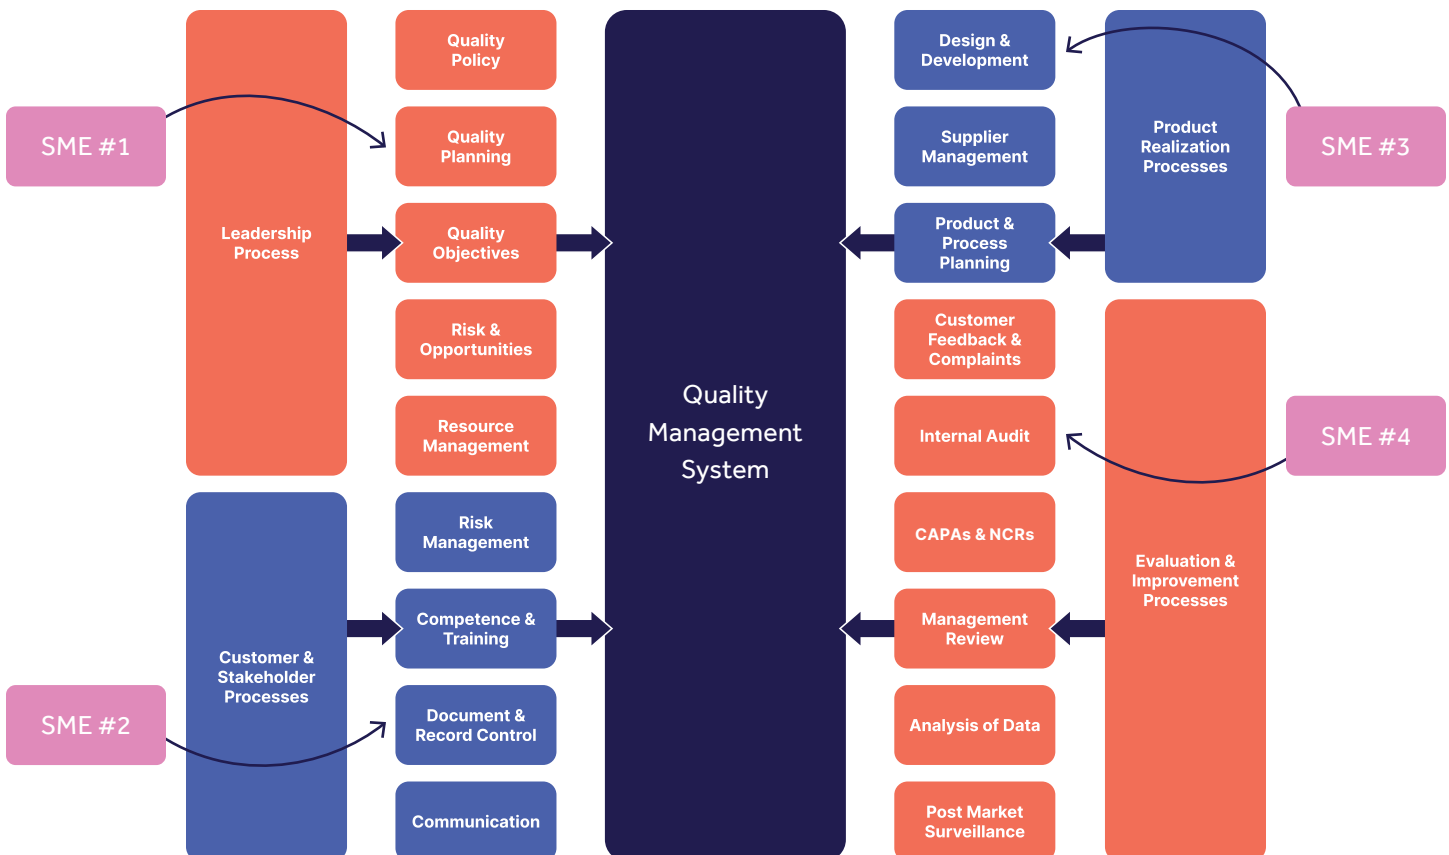 SME #1
Leadership
Process
Quality
Policy
Quality
Planning
Quality
Objectives
Risk &
Opportunities
Resource
Management
SME #2
Customer &
Stakeholder
Processes
Risk
Management
Competence &
Training
Document &
Record Control
Communication
Quality
Management
System
Design &
Development
Supplier
Management
Product &
Process
Planning
Product
Realization
Processes
SME #3
Customer
Feedback &
Complaints
Internal Audit
CAPAs & NCRs
Management
Review
Analysis of Data
Post Market
Surveillance
Evaluation &
Improvement
Processes
SME #4